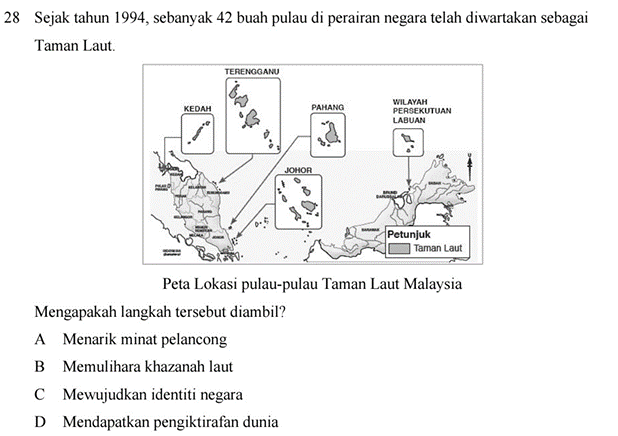 28 Sejak tahun 1994, sebanyak 42 buah pulau di perairan negara telah diwartakan sebagai
Taman Laut.
TERENGGANU
KEDAH
PAHANG
WILAYAH
PERSEKUTUAN
LABUAN
JOHOR
Petunjuk
Taman Laut
Peta Lokasi pulau-pulau Taman Laut Malaysia
Mengapakah langkah tersebut diambil?
A Menarik minat pelancong
B Memulihara khazanah laut
C Mewujudkan identiti negara
D Mendapatkan pengiktirafan dunia